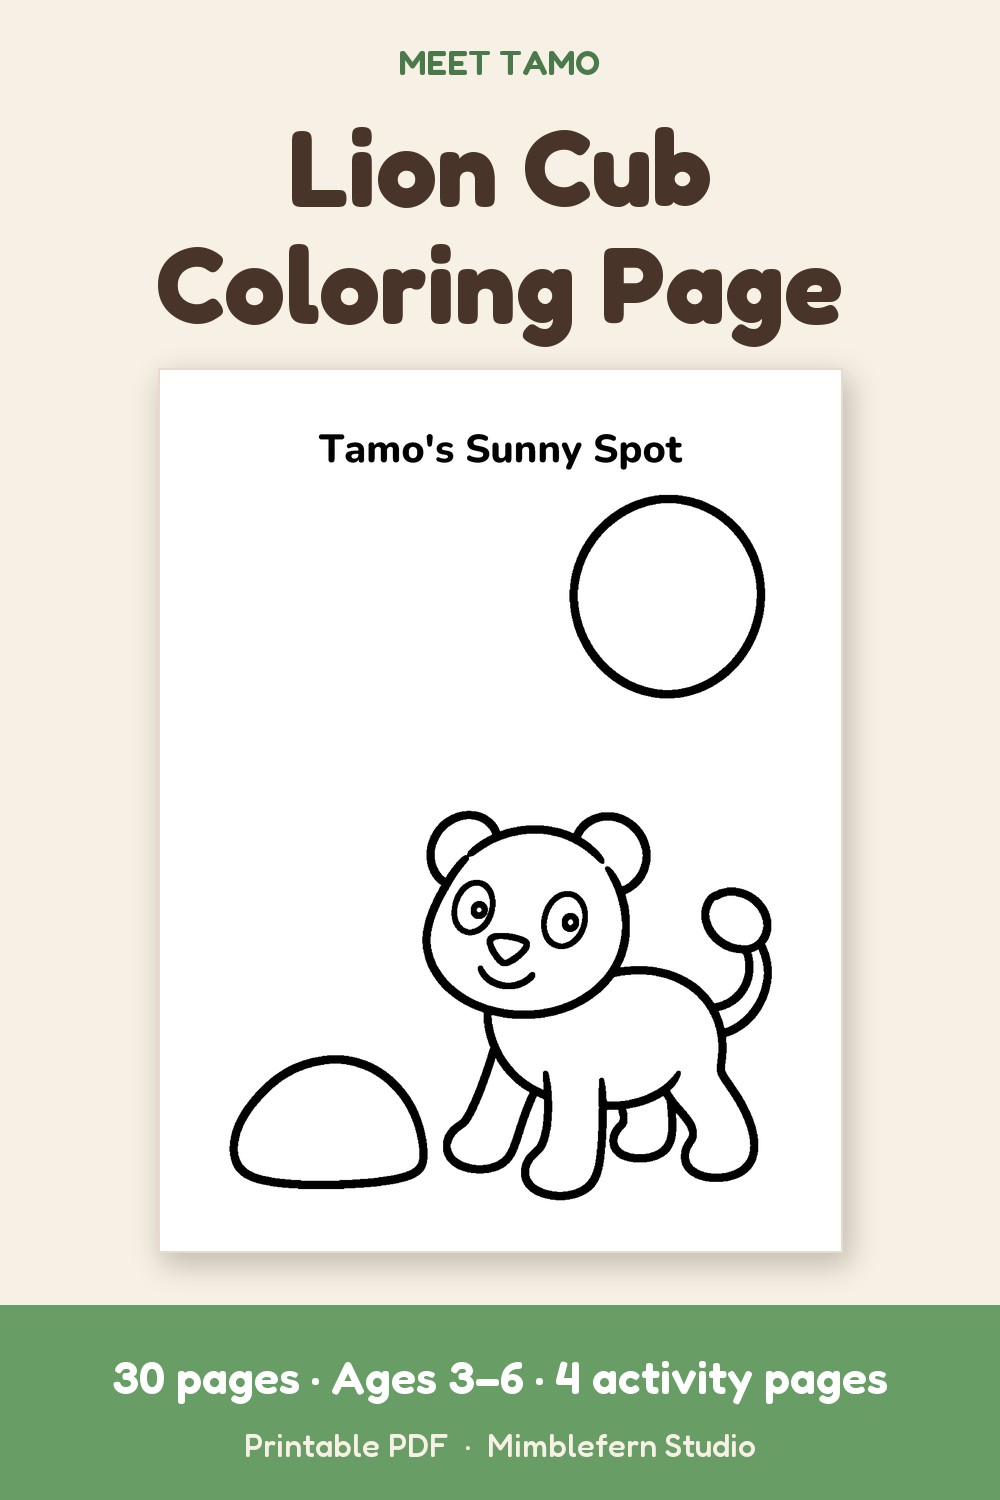 MEET TAMO
Lion Cub
Coloring Page
Tamo's Sunny Spot
30 pages · Ages 3–6 · 4 activity pages
Printable PDF · Mimblefern Studio